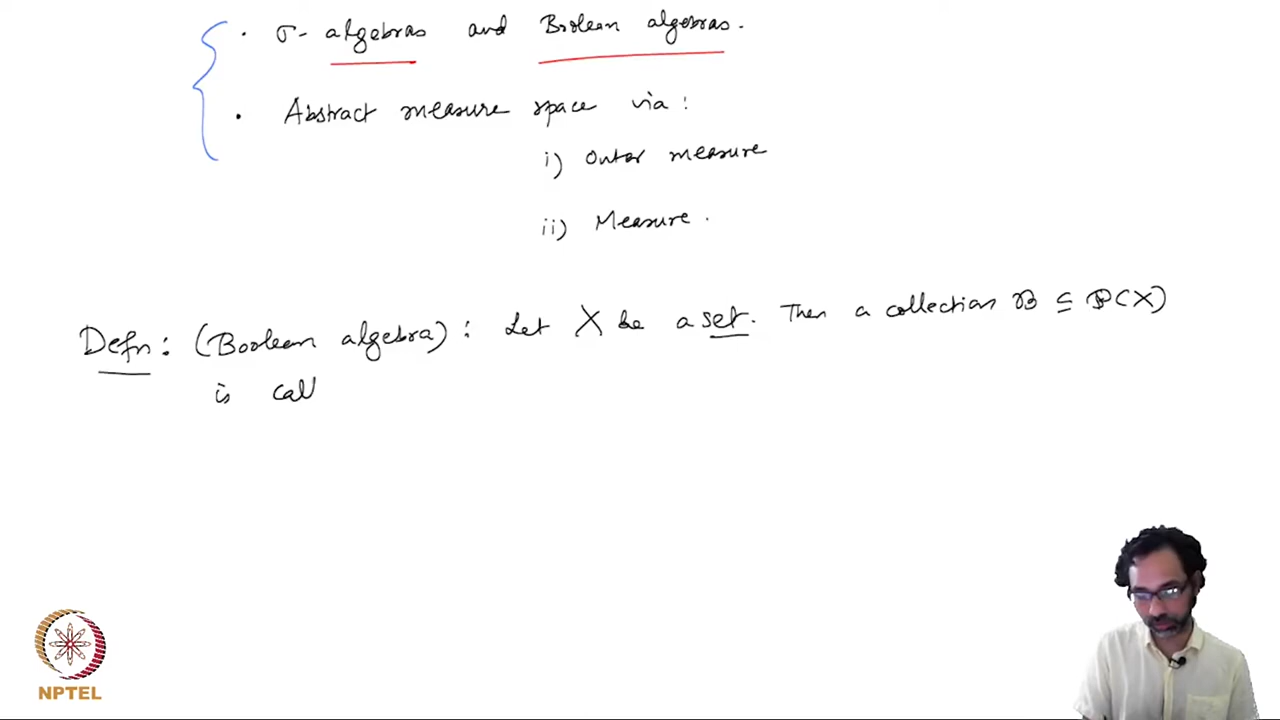 · σ- algebras and Boolean algebras.
· Abstract measure space via :
i) Outer measure
ii) Measure.
Defn: (Boolean algebra) : Let X be a set. Then a collection ℬ ⊆ ℙ(X)
is call
NPTEL